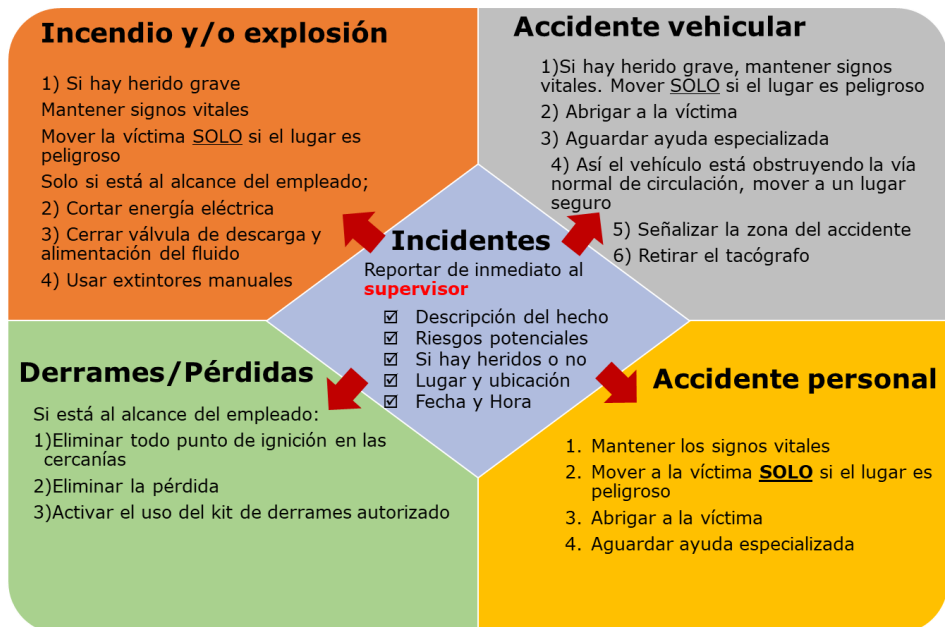 Incendio y/o explosión
1) Si hay herido grave
Mantener signos vitales
Mover la víctima SOLO si el lugar es
peligroso
Solo si está al alcance del empleado;
2) Cortar energía eléctrica
3) Cerrar válvula de descarga y
alimentación del fluido
4) Usar extintores manuales
Accidente vehicular
1)Si hay herido grave, mantener signos
vitales. Mover SOLO si el lugar es peligroso
2) Abrigar a la víctima
3) Aguardar ayuda especializada
4) Así el vehículo está obstruyendo la vía
normal de circulación, mover a un lugar
seguro
5) Señalizar la zona del accidente
6) Retirar el tacógrafo
Incidentes
Reportar de inmediato al
supervisor
☑ Descripción del hecho
☑ Riesgos potenciales
☑ Si hay heridos o no
☑ Lugar y ubicación
☑ Fecha y Hora
Derrames/Pérdidas
Si está al alcance del empleado:
1)Eliminar todo punto de ignición en las
cercanías
2)Eliminar la pérdida
3)Activar el uso del kit de derrames autorizado
Accidente personal
1. Mantener los signos vitales
2. Mover a la víctima SOLO si el lugar es
peligroso
3. Abrigar a la víctima
4. Aguardar ayuda especializada